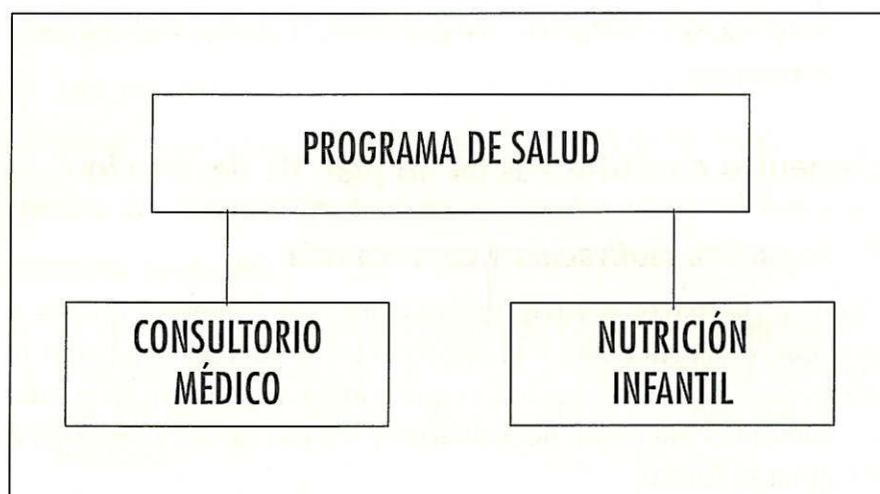 PROGRAMA DE SALUD
CONSULTORIO
MÉDICO
NUTRICIÓN
INFANTIL